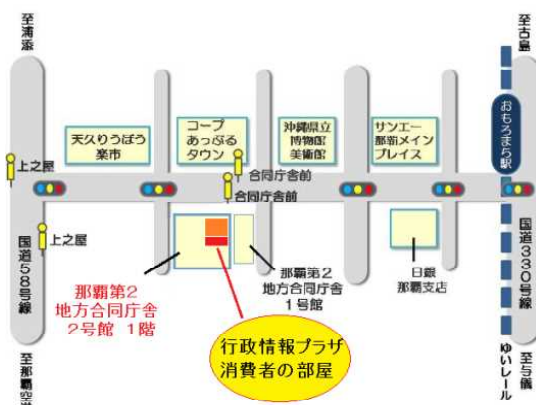 至浦添
至古島
天久りうぼう
楽市
コープ
あっぷる
タウン
沖縄県立
博物館
美術館
サンエー
那覇メイン
プレイス
おもろまち駅
上之屋
合同庁舎前
合同庁舎前
上之屋
国道58号線
国道330号線
那覇第2
地方合同庁舎
2号館 1階
那覇第2
地方合同庁舎
1号館
日銀
那覇支店
行政情報プラザ
消費者の部屋
至那覇空港
ゆいレール
至与儀